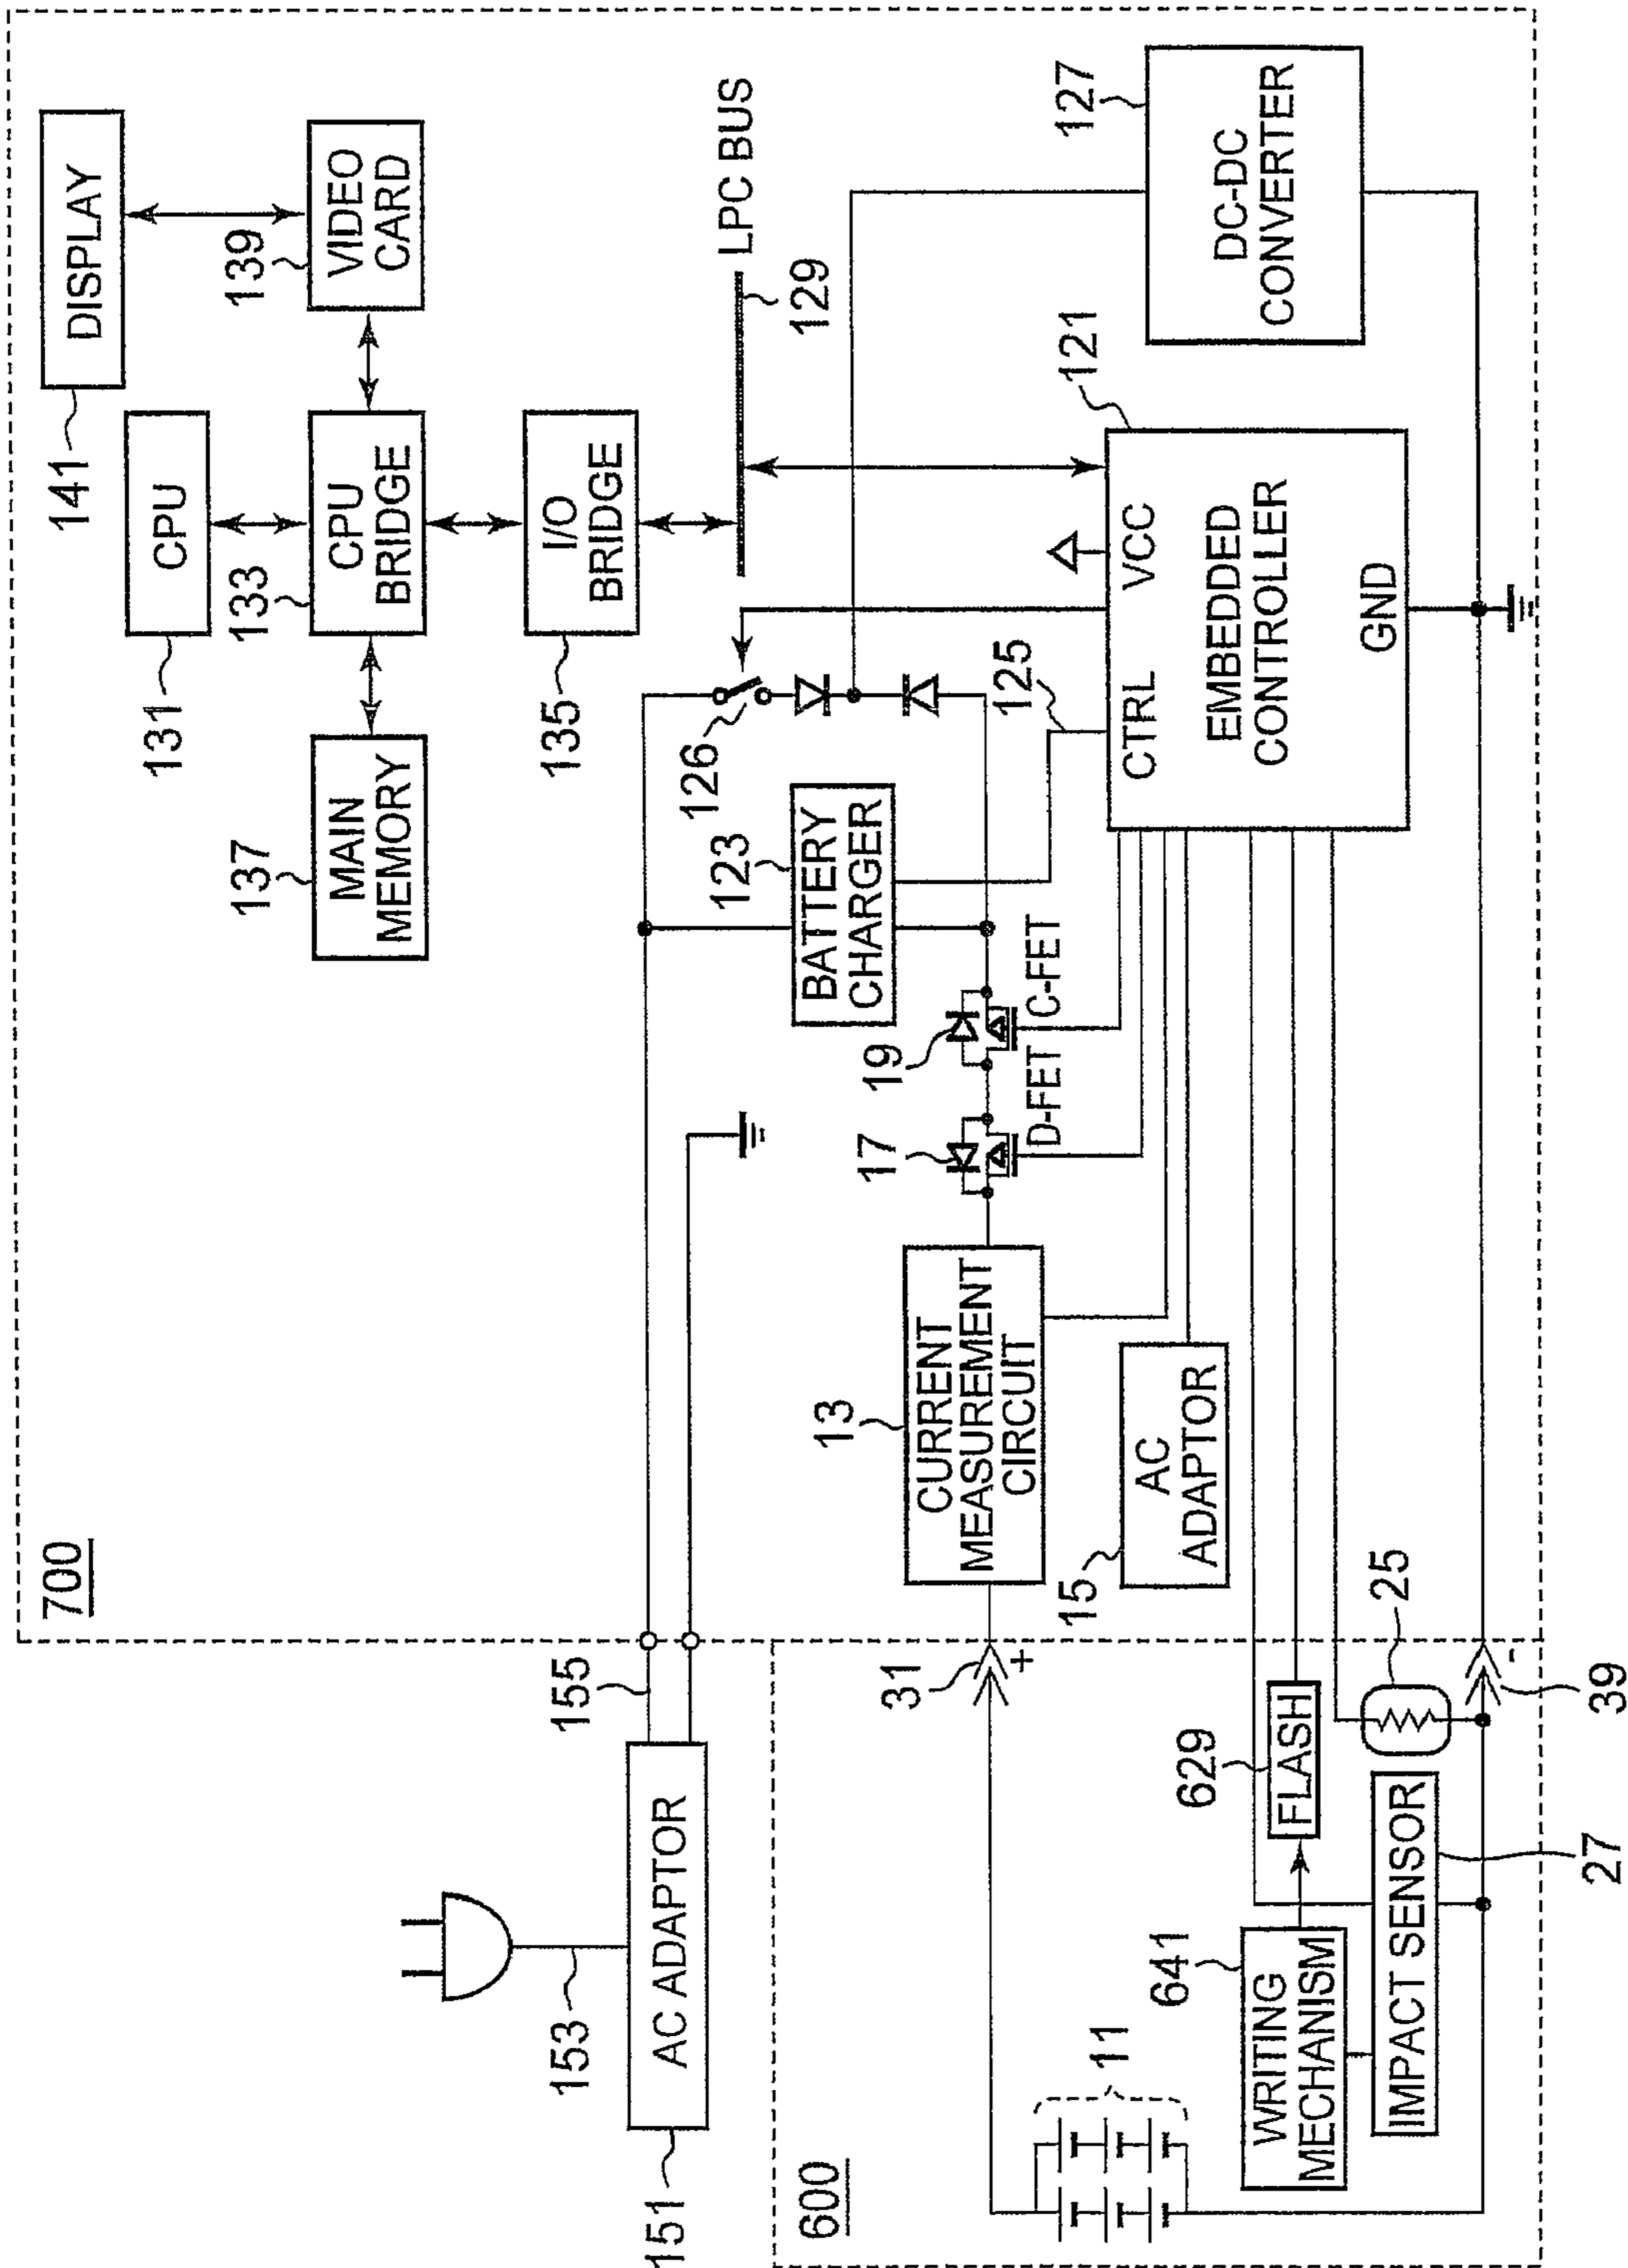 700
141
DISPLAY
131
CPU
139
VIDEO
CARD
133
CPU
BRIDGE
137
MAIN
MEMORY
135
I/O
BRIDGE
LPC BUS
129
126
123
BATTERY
CHARGER
125
121
CTRL
VCC
EMBEDDED
CONTROLLER
GND
127
DC-DC
CONVERTER
19
C-FET
17
D-FET
13
CURRENT
MEASUREMENT
CIRCUIT
15
AC
ADAPTOR
153
155
151
AC ADAPTOR
600
31
+
11
641
WRITING
MECHANISM
629
FLASH
25
IMPACT SENSOR
27
39
-